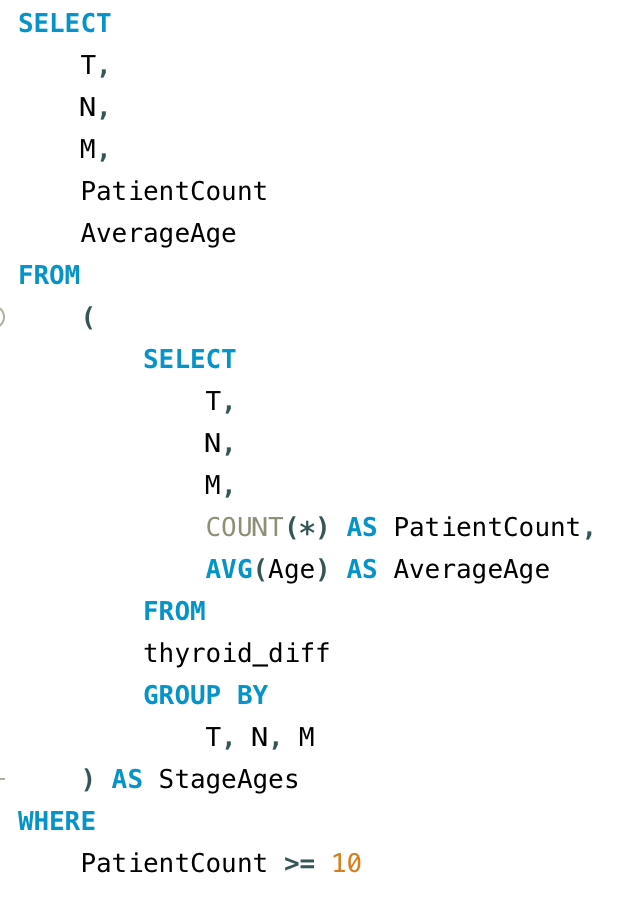 SELECT
T,
N,
M,
PatientCount
AverageAge
FROM
(
SELECT
T,
N,
M,
COUNT(*) AS PatientCount,
AVG(Age) AS AverageAge
FROM
thyroid_diff
GROUP BY
T, N, M
) AS StageAges
WHERE
PatientCount >= 10